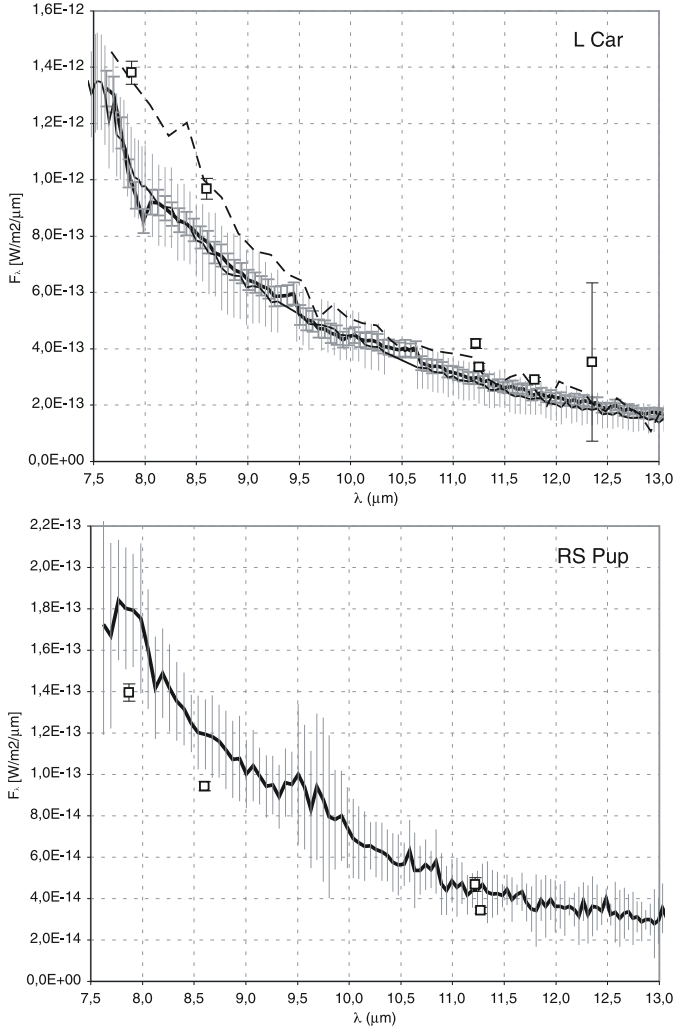 L Car
1,6E-12
1,4E-12
1,2E-12
1,0E-12
8,0E-13
6,0E-13
4,0E-13
2,0E-13
0,0E+00
Fλ [W/m2/μm]
7,5 8,0 8,5 9,0 9,5 10,0 10,5 11,0 11,5 12,0 12,5 13,0
λ (μm)
RS Pup
2,2E-13
2,0E-13
1,8E-13
1,6E-13
1,4E-13
1,2E-13
1,0E-13
8,0E-14
6,0E-14
4,0E-14
2,0E-14
0,0E+00
Fλ [W/m2/μm]
7,5 8,0 8,5 9,0 9,5 10,0 10,5 11,0 11,5 12,0 12,5 13,0
λ (μm)